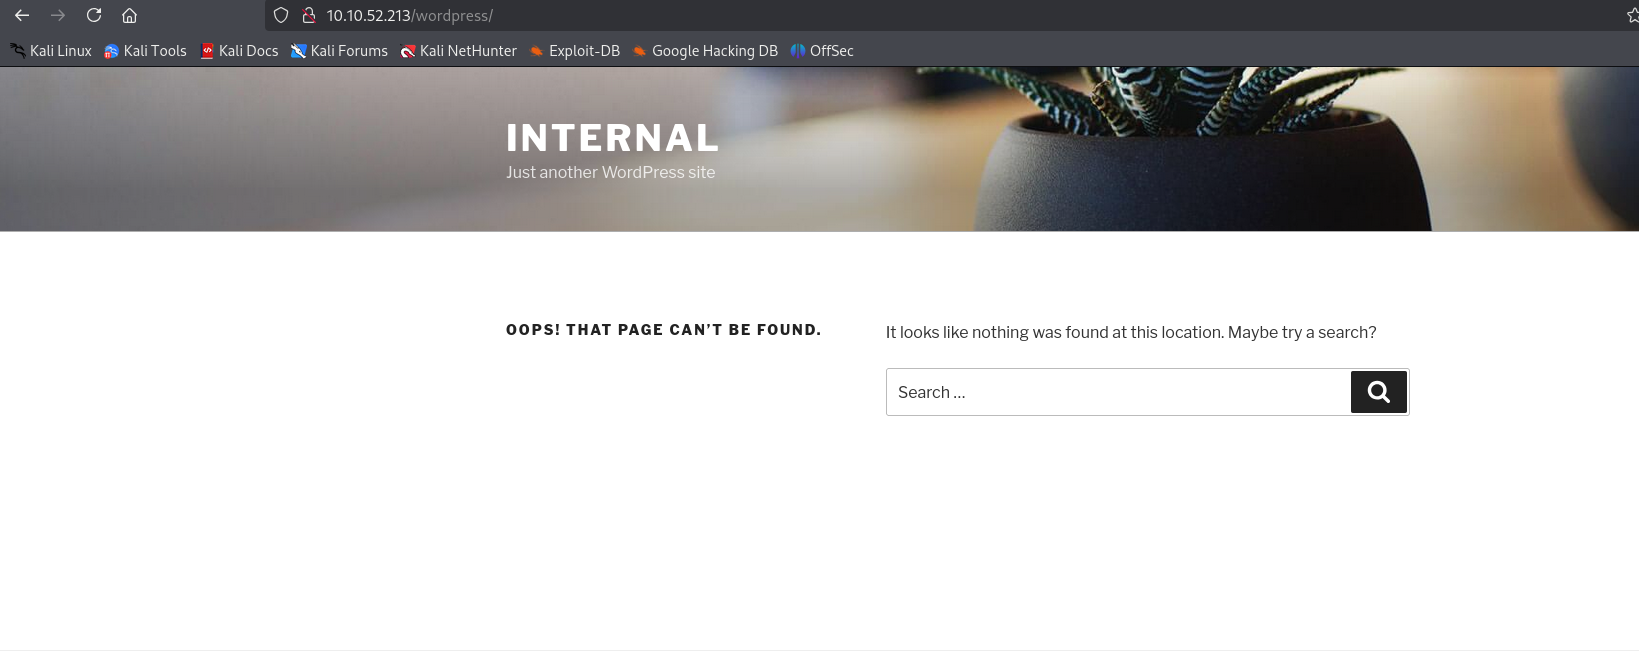 10.10.52.213/wordpress/
Kali Linux Kali Tools Kali Docs Kali Forums Kali NetHunter Exploit-DB Google Hacking DB OffSec
INTERNAL
Just another WordPress site
OOPS! THAT PAGE CAN’T BE FOUND.
It looks like nothing was found at this location. Maybe try a search?
Search …